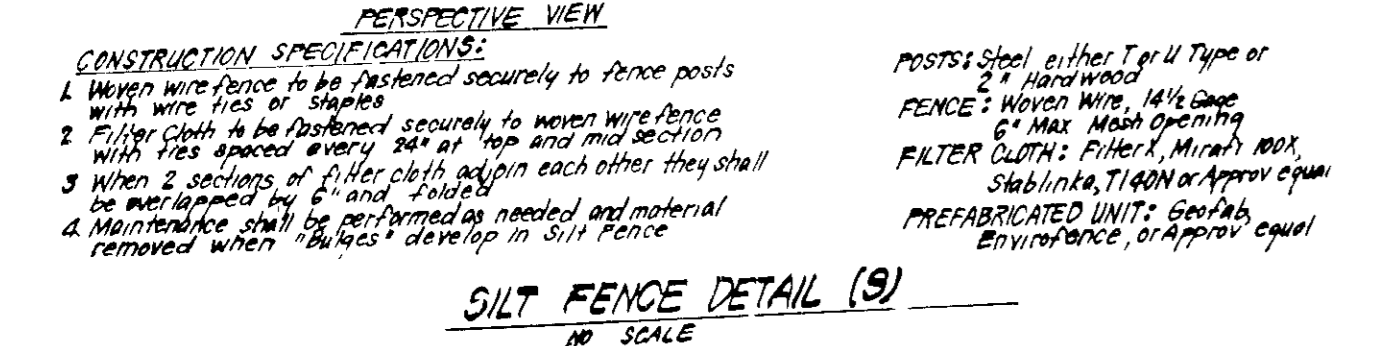 PERSPECTIVE VIEW
CONSTRUCTION SPECIFICATIONS:
1. Woven wire fence to be fastened securely to fence posts
with wire ties or staples
2 Filter Cloth to be fastened securely to woven wire fence
with ties spaced every 24" at top and mid section
3 When 2 sections of filter cloth adjoin each other they shall
be overlapped by 6" and folded
4. Maintenance shall be performed as needed and material
removed when "Bulges" develop in Silt Fence
POSTS: Steel either T or U Type or
2" Hardwood
FENCE: Woven Wire, 14 1/2 Gage
6" Max Mesh Opening
FILTER CLOTH: Filter X, Mirafi 100X,
Stablinka, T140N or Approv equal
PREFABRICATED UNIT: Geofab,
Envirofence, or Approv equal
SILT FENCE DETAIL (S)
NO SCALE